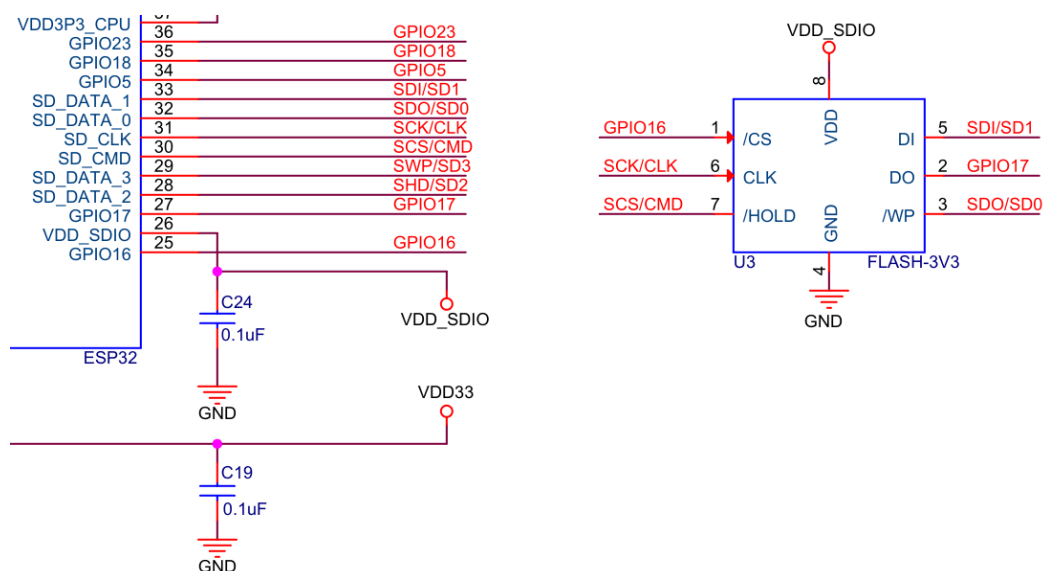 37
VDD3P3_CPU
36
GPIO23
GPIO23
35
GPIO18
GPIO18
34
GPIO5
GPIO5
33
SDI/SD1
SD_DATA_1
32
SDO/SD0
SD_DATA_0
31
SCK/CLK
SD_CLK
30
SCS/CMD
SD_CMD
29
SWP/SD3
SD_DATA_3
28
SHD/SD2
SD_DATA_2
27
GPIO17
GPIO17
26
VDD_SDIO
25
GPIO16
GPIO16
C24
0.1uF
VDD_SDIO
ESP32
GND
VDD33
C19
0.1uF
GND
VDD_SDIO
8
VDD
GPIO16 1 /CS
DI 5 SDI/SD1
SCK/CLK 6 CLK
DO 2 GPIO17
SCS/CMD 7 /HOLD
/WP 3 SDO/SD0
GND
U3
4
FLASH-3V3
GND